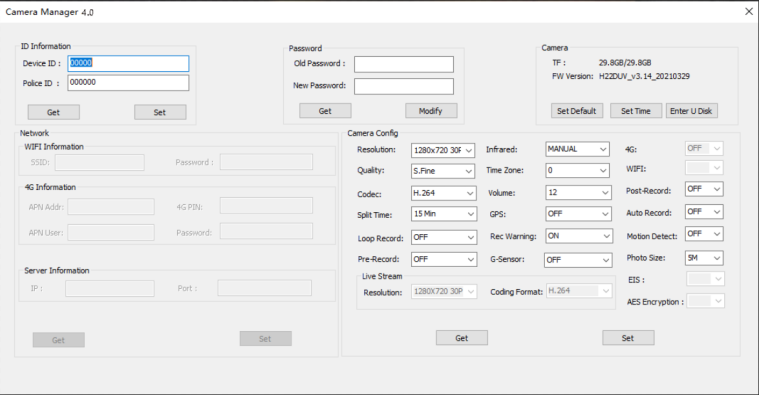 Camera Manager 4.0
ID Information
Device ID : 00000
Police ID : 000000
Get Set
Password
Old Password :
New Password:
Get Modify
Camera
TF : 29.8GB/29.8GB
FW Version: H22DUV_v3.14_20210329
Set Default Set Time Enter U Disk
Network
WIFI Information
SSID: Password :
4G Information
APN Addr: 4G PIN:
APN User: Password:
Server Information
IP : Port :
Get Set
Camera Config
Resolution: 1280x720 30P Infrared: MANUAL 4G: OFF
Quality: S.Fine Time Zone: 0 WIFI:
Codec: H.264 Volume: 12 Post-Record: OFF
Split Time: 15 Min GPS: OFF Auto Record: OFF
Loop Record: OFF Rec Warning: ON Motion Detect: OFF
Pre-Record: OFF G-Sensor: OFF Photo Size: 5M
Live Stream EIS :
Resolution: 1280X720 30P Coding Format: H.264 AES Encryption :
Get Set